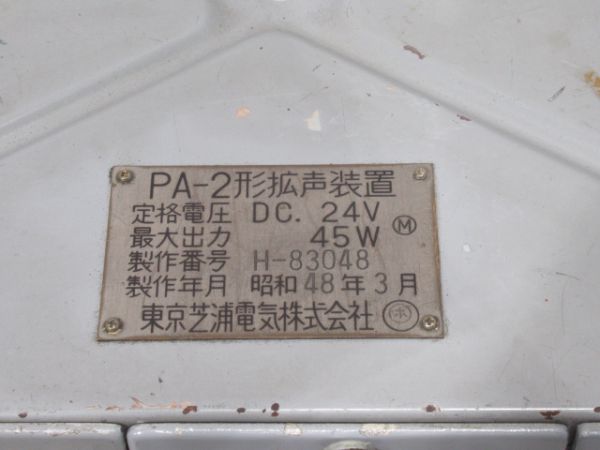 PA-2形拡声装置
定格電圧 DC. 24V
最大出力 45W Ⓜ
製作番号 H-83048
製作年月 昭和48年3月
東京芝浦電気株式会社 ㋭